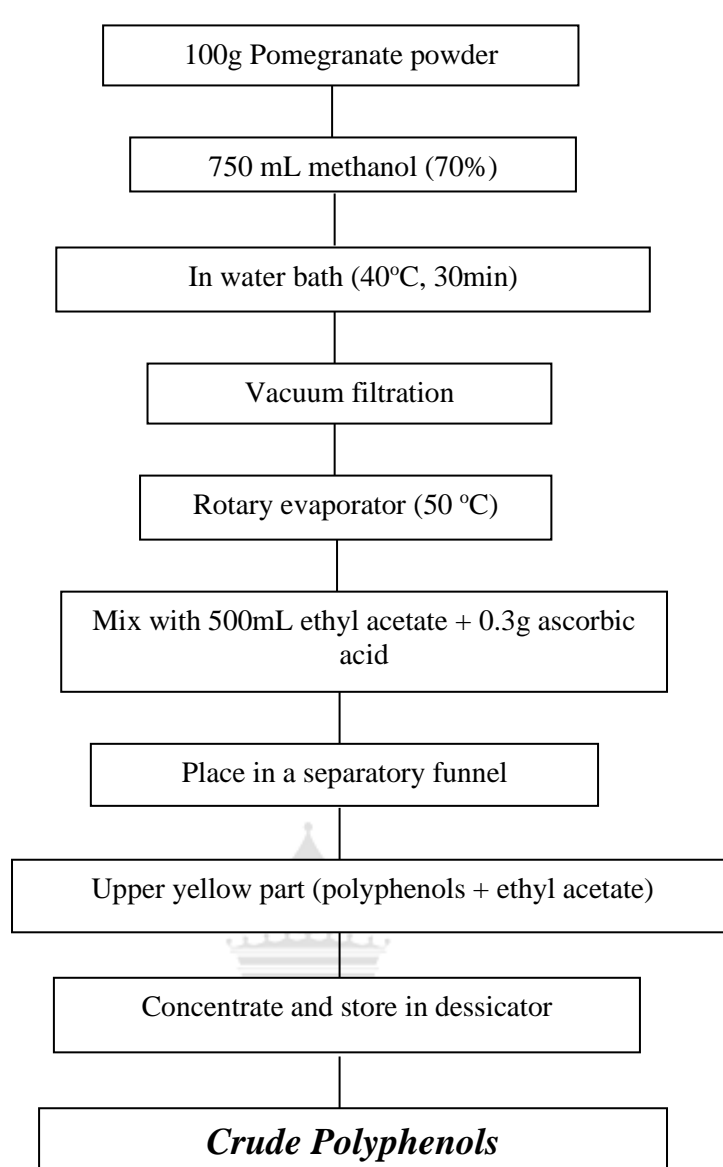 100g Pomegranate powder
750 mL methanol (70%)
In water bath (40°C, 30min)
Vacuum filtration
Rotary evaporator (50 °C)
Mix with 500mL ethyl acetate + 0.3g ascorbic
acid
Place in a separatory funnel
Upper yellow part (polyphenols + ethyl acetate)
Concentrate and store in dessicator
Crude Polyphenols